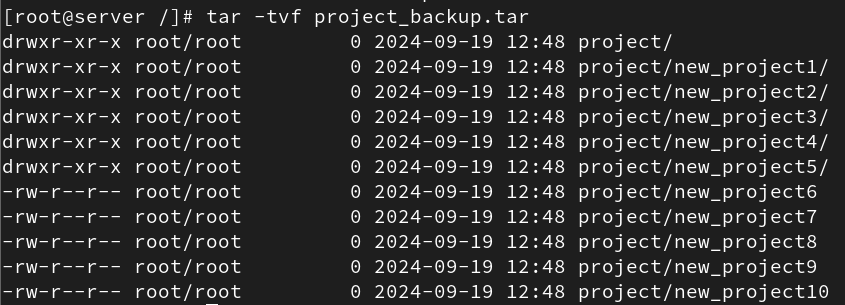 [root@server /]# tar -tvf project_backup.tar
drwxr-xr-x root/root         0 2024-09-19 12:48 project/
drwxr-xr-x root/root         0 2024-09-19 12:48 project/new_project1/
drwxr-xr-x root/root         0 2024-09-19 12:48 project/new_project2/
drwxr-xr-x root/root         0 2024-09-19 12:48 project/new_project3/
drwxr-xr-x root/root         0 2024-09-19 12:48 project/new_project4/
drwxr-xr-x root/root         0 2024-09-19 12:48 project/new_project5/
-rw-r--r-- root/root         0 2024-09-19 12:48 project/new_project6
-rw-r--r-- root/root         0 2024-09-19 12:48 project/new_project7
-rw-r--r-- root/root         0 2024-09-19 12:48 project/new_project8
-rw-r--r-- root/root         0 2024-09-19 12:48 project/new_project9
-rw-r--r-- root/root         0 2024-09-19 12:48 project/new_project10